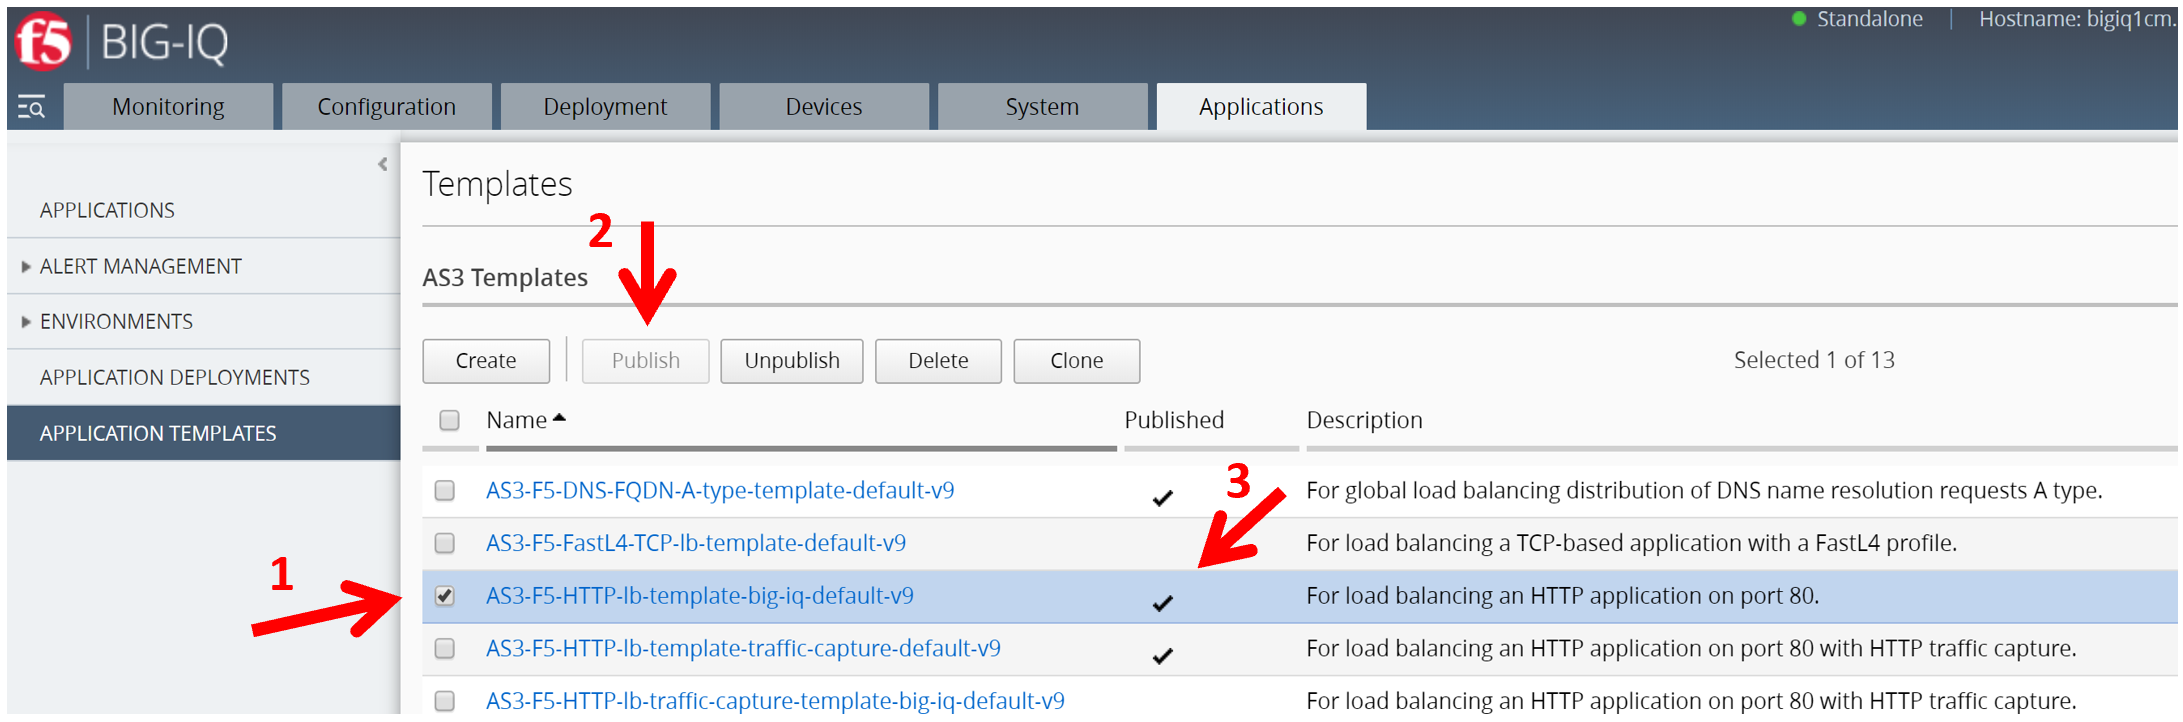 f5 BIG-IQ
Standalone
Hostname: bigiq1cm.
Monitoring
Configuration
Deployment
Devices
System
Applications
APPLICATIONS
ALERT MANAGEMENT
ENVIRONMENTS
APPLICATION DEPLOYMENTS
APPLICATION TEMPLATES
Templates
2
AS3 Templates
Create
Publish
Unpublish
Delete
Clone
Selected 1 of 13
Name
Published
Description
3
AS3-F5-DNS-FQDN-A-type-template-default-v9
For global load balancing distribution of DNS name resolution requests A type.
AS3-F5-FastL4-TCP-lb-template-default-v9
For load balancing a TCP-based application with a FastL4 profile.
1
AS3-F5-HTTP-lb-template-big-iq-default-v9
For load balancing an HTTP application on port 80.
AS3-F5-HTTP-lb-template-traffic-capture-default-v9
For load balancing an HTTP application on port 80 with HTTP traffic capture.
AS3-F5-HTTP-lb-traffic-capture-template-big-iq-default-v9
For load balancing an HTTP application on port 80 with HTTP traffic capture.